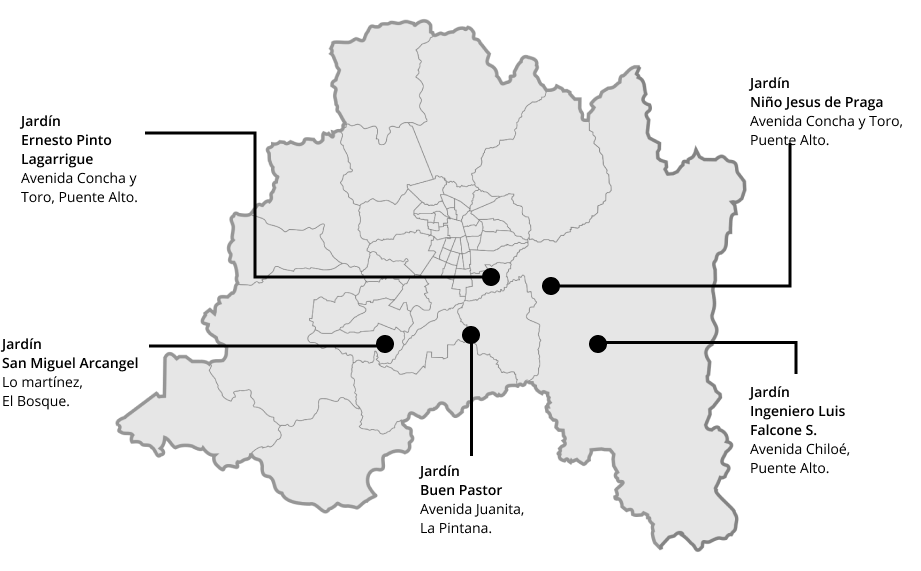 Jardín
Ernesto Pinto
Lagarrigue
Avenida Concha y
Toro, Puente Alto.
Jardín
Niño Jesus de Praga
Avenida Concha y Toro,
Puente Alto.
Jardín
San Miguel Arcangel
Lo martínez,
El Bosque.
Jardín
Buen Pastor
Avenida Juanita,
La Pintana.
Jardín
Ingeniero Luis
Falcone S.
Avenida Chiloé,
Puente Alto.